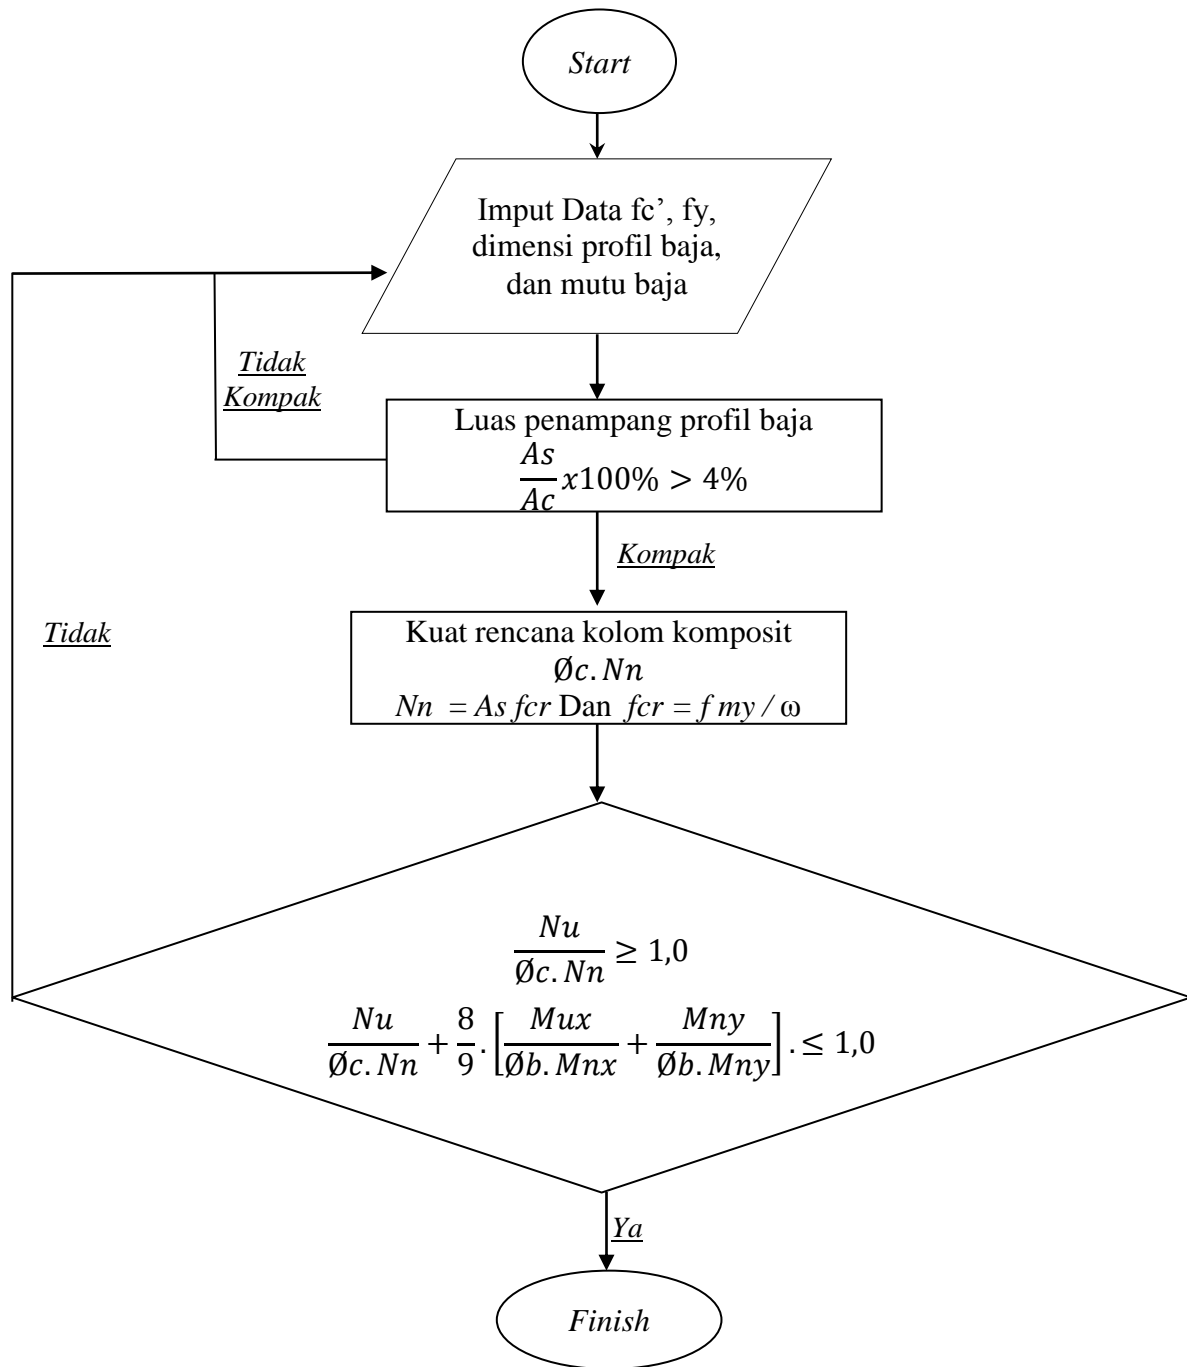 Start
Imput Data fc’, fy,
dimensi profil baja,
dan mutu baja
Tidak
Kompak
Luas penampang profil baja
As/Ac x100% > 4%
Kompak
Tidak
Kuat rencana kolom komposit
Øc.Nn
Nn = As fcr Dan fcr = f my / ω
Nu/Øc.Nn ≥ 1,0
Nu/Øc.Nn + 8/9 . [Mux/Øb.Mnx + Mny/Øb.Mny] . ≤ 1,0
Ya
Finish